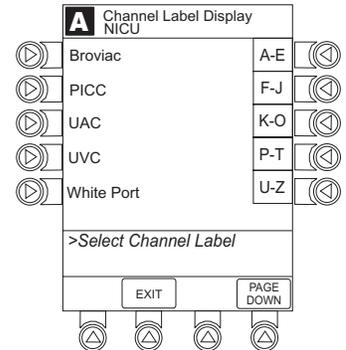 A Channel Label Display
NICU
Broviac A-E
PICC F-J
UAC K-O
UVC P-T
White Port U-Z
>Select Channel Label
EXIT
PAGE
DOWN